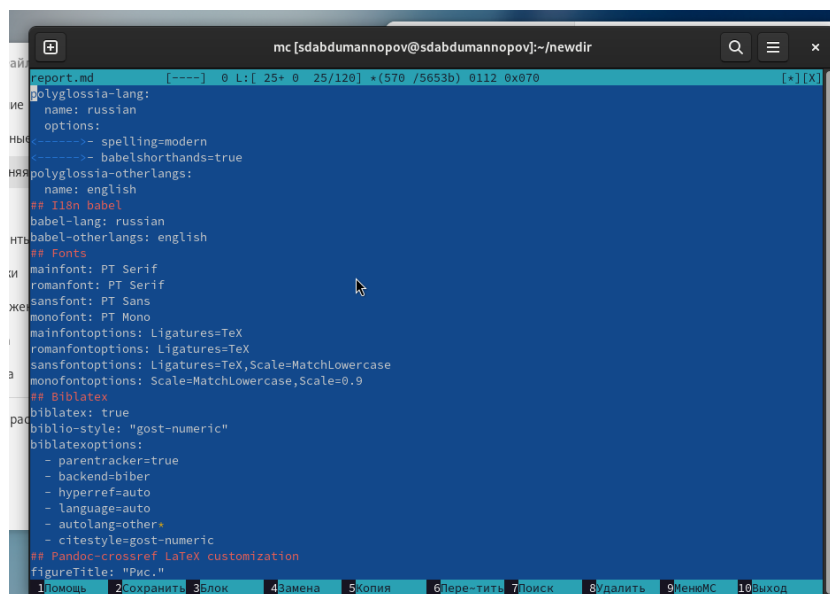 mc [sdabdumannopov@sdabdumannopov]:~/newdir
report.md [----] 0 L:[ 25+ 0 25/120] *(570 /5653b) 0112 0x070 [*][X]
polyglossia-lang:
name: russian
options:
<------>- spelling=modern
<------>- babelshorthands=true
polyglossia-otherlangs:
name: english
## I18n babel
babel-lang: russian
babel-otherlangs: english
## Fonts
mainfont: PT Serif
romanfont: PT Serif
sansfont: PT Sans
monofont: PT Mono
mainfontoptions: Ligatures=TeX
romanfontoptions: Ligatures=TeX
sansfontoptions: Ligatures=TeX,Scale=MatchLowercase
monofontoptions: Scale=MatchLowercase,Scale=0.9
## Biblatex
biblatex: true
biblio-style: "gost-numeric"
biblatexoptions:
- parentracker=true
- backend=biber
- hyperref=auto
- language=auto
- autolang=other*
- citestyle=gost-numeric
## Pandoc-crossref LaTeX customization
figureTitle: "Рис."
1Помощь 2Сохранить 3Блок 4Замена 5Копия 6Пере~тить 7Поиск 8Удалить 9МенюМС 10Выход